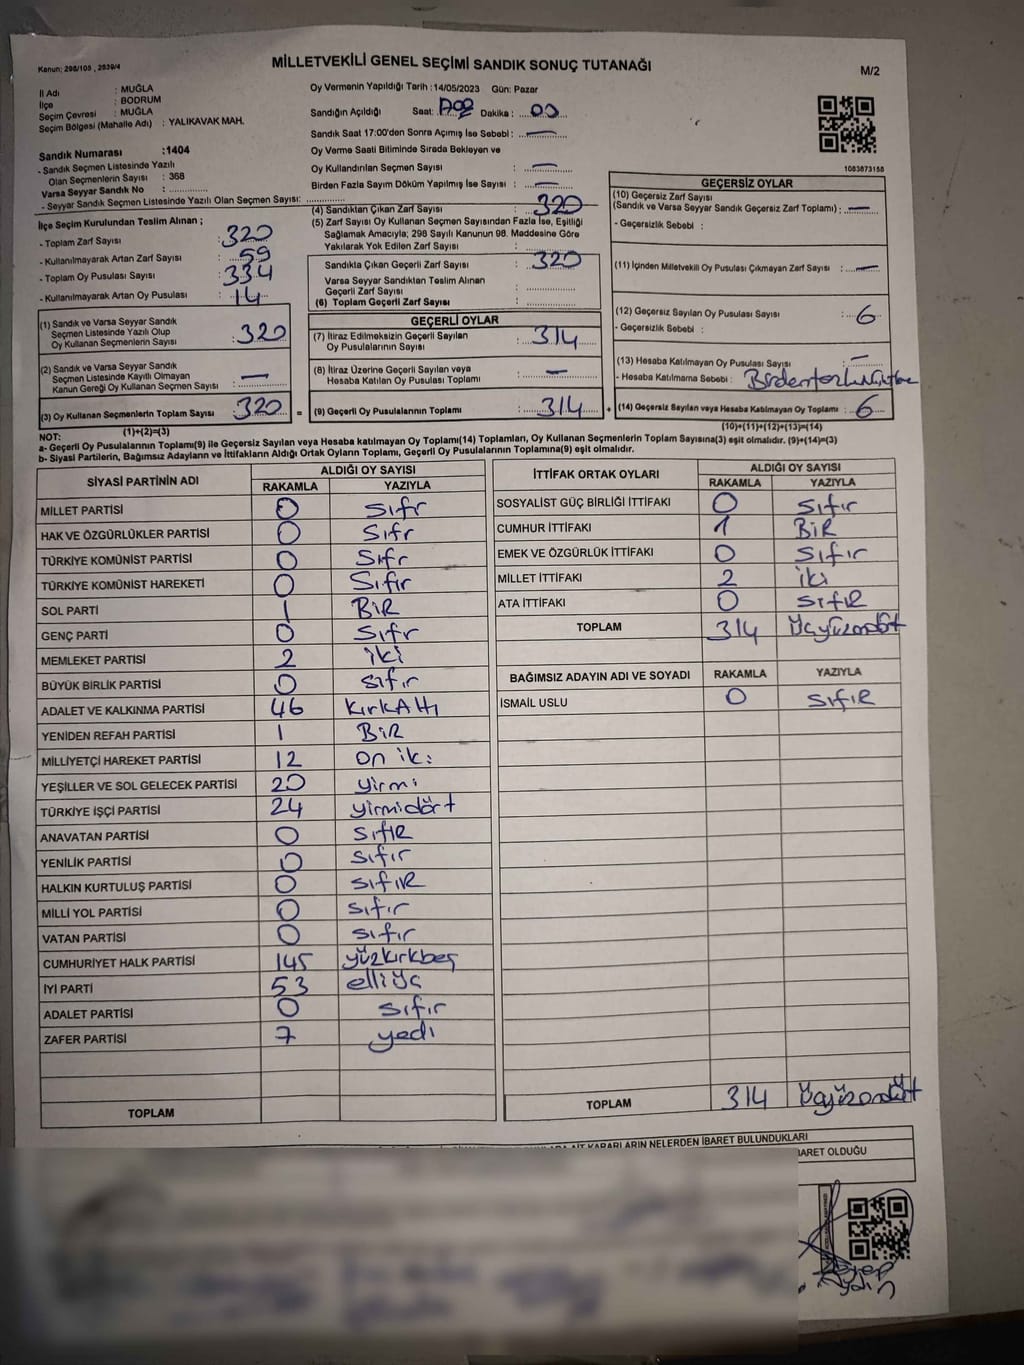 Kanun: 298/105 , 2839/4
MİLLETVEKİLİ GENEL SEÇİMİ SANDIK SONUÇ TUTANAĞI
M/2
İl Adı : MUĞLA
İlçe : BODRUM
Seçim Çevresi : MUĞLA
Seçim Bölgesi (Mahalle Adı) : YALIKAVAK MAH.
Sandık Numarası :1404
- Sandık Seçmen Listesinde Yazılı
Olan Seçmenlerin Sayısı : 368
Varsa Seyyar Sandık No :
- Seyyar Sandık Seçmen Listesinde Yazılı Olan Seçmen Sayısı:
Oy Vermenin Yapıldığı Tarih : 14/05/2023 Gün: Pazar
Sandığın Açıldığı Saat: Dakika : 00
Sandık Saat 17:00'den Sonra Açımış İse Sebebi : —
Oy Verme Saati Bitiminde Sırada Bekleyen ve
Oy Kullandırılan Seçmen Sayısı : —
Birden Fazla Sayım Döküm Yapılmış İse Sayısı : —
1083873158
İlçe Seçim Kurulundan Teslim Alınan ;
- Toplam Zarf Sayısı : 320
- Kullanılmayarak Artan Zarf Sayısı : 59
- Toplam Oy Pusulası Sayısı : 334
- Kullanılmayarak Artan Oy Pusulası : 14
(1) Sandık ve Varsa Seyyar Sandık
Seçmen Listesinde Yazılı Olup
Oy Kullanan Seçmenlerin Sayısı : 320
(2) Sandık ve Varsa Seyyar Sandık
Seçmen Listesinde Kayıtlı Olmayan
Kanun Gereği Oy Kullanan Seçmen Sayısı : —
(3) Oy Kullanan Seçmenlerin Toplam Sayısı 320 =
(1)+(2)=(3)
(4) Sandıktan Çıkan Zarf Sayısı : 320
(5) Zarf Sayısı Oy Kullanan Seçmen Sayısından Fazla İse, Eşitliği
Sağlamak Amacıyla; 298 Sayılı Kanunun 98. Maddesine Göre
Yakılarak Yok Edilen Zarf Sayısı :
Sandıkta Çıkan Geçerli Zarf Sayısı : 320
Varsa Seyyar Sandıktan Teslim Alınan
Geçerli Zarf Sayısı :
(6) Toplam Geçerli Zarf Sayısı :
GEÇERLİ OYLAR
(7) İtiraz Edilmeksizin Geçerli Sayılan
Oy Pusulalarının Sayısı : 314
(8) İtiraz Üzerine Geçerli Sayılan veya
Hesaba Katılan Oy Pusulası Toplamı : —
(9) Geçerli Oy Pusulalarının Toplamı : 314 +
GEÇERSİZ OYLAR
(10) Geçersiz Zarf Sayısı
(Sandık ve Varsa Seyyar Sandık Geçersiz Zarf Toplamı) : —
- Geçersizlik Sebebi :
(11) İçinden Milletvekili Oy Pusulası Çıkmayan Zarf Sayısı : —
(12) Geçersiz Sayılan Oy Pusulası Sayısı : 6
- Geçersizlik Sebebi :
(13) Hesaba Katılmayan Oy Pusulası Sayısı : —
- Hesaba Katılmama Sebebi :
(14) Geçersiz Sayılan veya Hesaba Katılmayan Oy Toplamı : 6
(10)+(11)+(12)+(13)=(14)
NOT:
a- Geçerli Oy Pusulalarının Toplamı(9) ile Geçersiz Sayılan veya Hesaba katılmayan Oy Toplamı(14) Toplamları, Oy Kullanan Seçmenlerin Toplam Sayısına(3) eşit olmalıdır. (9)+(14)=(3)
b- Siyasi Partilerin, Bağımsız Adayların ve İttifakların Aldığı Ortak Oyların Toplamı, Geçerli Oy Pusulalarının Toplamına(9) eşit olmalıdır.
SİYASİ PARTİNİN ADI ALDIĞI OY SAYISI
RAKAMLA YAZIYLA
MİLLET PARTİSİ 0 sıfr
HAK VE ÖZGÜRLÜKLER PARTİSİ 0 Sıfr
TÜRKİYE KOMÜNİST PARTİSİ 0 Sıfr
TÜRKİYE KOMÜNİST HAREKETİ 0 Sıfır
SOL PARTİ 1 BİR
GENÇ PARTİ 0 Sıfr
MEMLEKET PARTİSİ 2 iki
BÜYÜK BİRLİK PARTİSİ 0 sıfır
ADALET VE KALKINMA PARTİSİ 46 kırkAltı
YENİDEN REFAH PARTİSİ 1 BİR
MİLLİYETÇİ HAREKET PARTİSİ 12 on iki
YEŞİLLER VE SOL GELECEK PARTİSİ 20 yirmi
TÜRKİYE İŞÇİ PARTİSİ 24 yirmidört
ANAVATAN PARTİSİ 0 sıfıR
YENİLİK PARTİSİ 0 sıfır
HALKIN KURTULUŞ PARTİSİ 0 sıfıR
MİLLİ YOL PARTİSİ 0 sıfır
VATAN PARTİSİ 0 sıfır
CUMHURİYET HALK PARTİSİ 145 yüzkırkbeş
İYİ PARTİ 53 elliüç
ADALET PARTİSİ 0 sıfır
ZAFER PARTİSİ 7 yedi
TOPLAM
İTTİFAK ORTAK OYLARI ALDIĞI OY SAYISI
RAKAMLA YAZIYLA
SOSYALİST GÜÇ BİRLİĞİ İTTİFAKI 0 sıfır
CUMHUR İTTİFAKI 1 BİR
EMEK VE ÖZGÜRLÜK İTTİFAKI 0 sıfır
MİLLET İTTİFAKI 2 iki
ATA İTTİFAKI 0 sıfıR
TOPLAM 314 Üçyüzondört
BAĞIMSIZ ADAYIN ADI VE SOYADI RAKAMLA YAZIYLA
İSMAİL USLU 0 sıfıR
TOPLAM 314 Üçyüzondört
AİT KARARLARIN NELERDEN İBARET BULUNDUKLARI
İBARET OLDUĞU